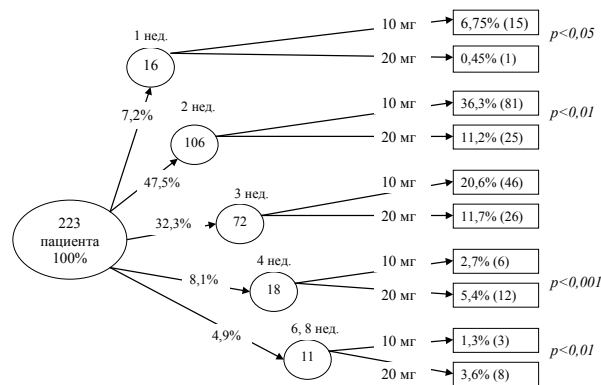 1 нед.
16
7,2%
10 мг
6,75% (15)
20 мг
0,45% (1)
p<0,05
2 нед.
106
47,5%
10 мг
36,3% (81)
20 мг
11,2% (25)
p<0,01
223
пациента
100%
3 нед.
72
32,3%
10 мг
20,6% (46)
20 мг
11,7% (26)
4 нед.
18
8,1%
10 мг
2,7% (6)
20 мг
5,4% (12)
p<0,001
6, 8 нед.
11
4,9%
10 мг
1,3% (3)
20 мг
3,6% (8)
p<0,01